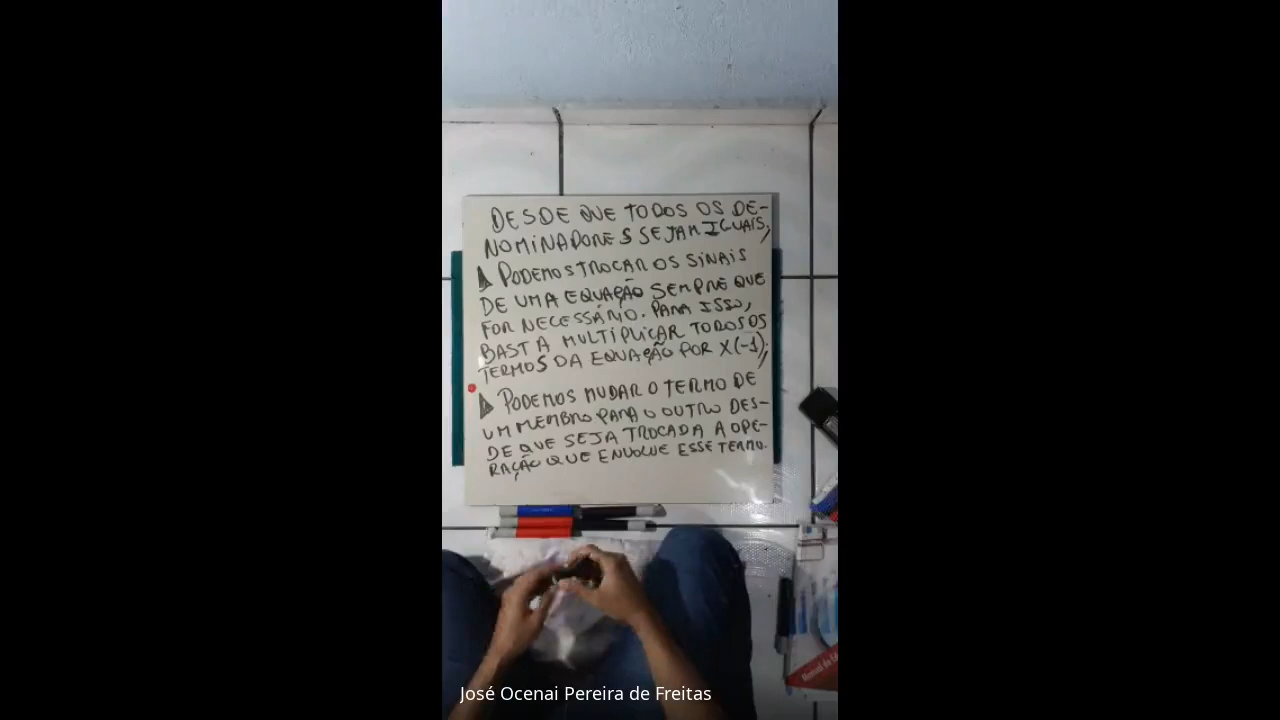 DESDE QUE TODOS OS DE-
NOMINADORES SEJAM IGUAIS;
PODEMOS TROCAR OS SINAIS
DE UMA EQUAÇÃO SEMPRE QUE
FOR NECESSÁRIO. PARA ISSO,
BASTA MULTIPLICAR TODOS OS
TERMOS DA EQUAÇÃO POR X(-1);
PODEMOS MUDAR O TERMO DE
UM MEMBRO PARA O OUTRO DES-
DE QUE SEJA TROCADA A OPE-
RAÇÃO QUE ENVOLVE ESSE TERMO.
José Ocenai Pereira de Freitas